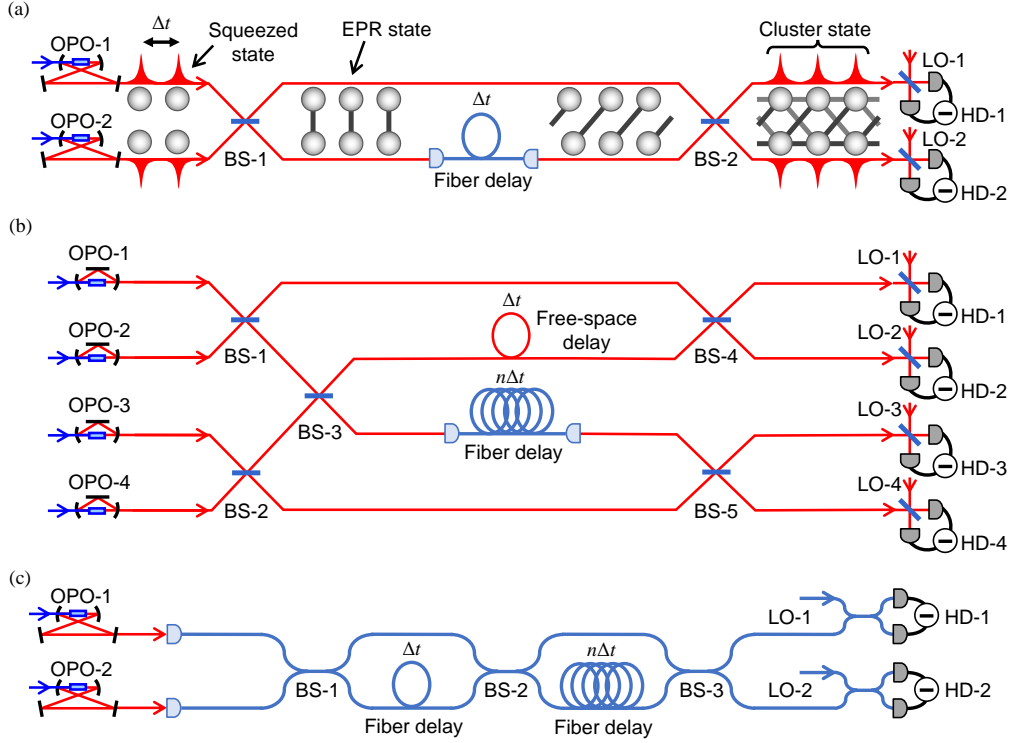 (a)
Δt
Squeezed
state
EPR state
Cluster state
OPO-1
LO-1
HD-1
OPO-2
BS-1
Δt
Fiber delay
BS-2
LO-2
HD-2
(b)
OPO-1
LO-1
HD-1
OPO-2
BS-1
Δt
Free-space
delay
BS-4
LO-2
HD-2
nΔt
OPO-3
BS-3
Fiber delay
LO-3
HD-3
OPO-4
BS-2
BS-5
LO-4
HD-4
(c)
OPO-1
LO-1
HD-1
Δt
nΔt
OPO-2
BS-1
BS-2
BS-3
LO-2
HD-2
Fiber delay
Fiber delay